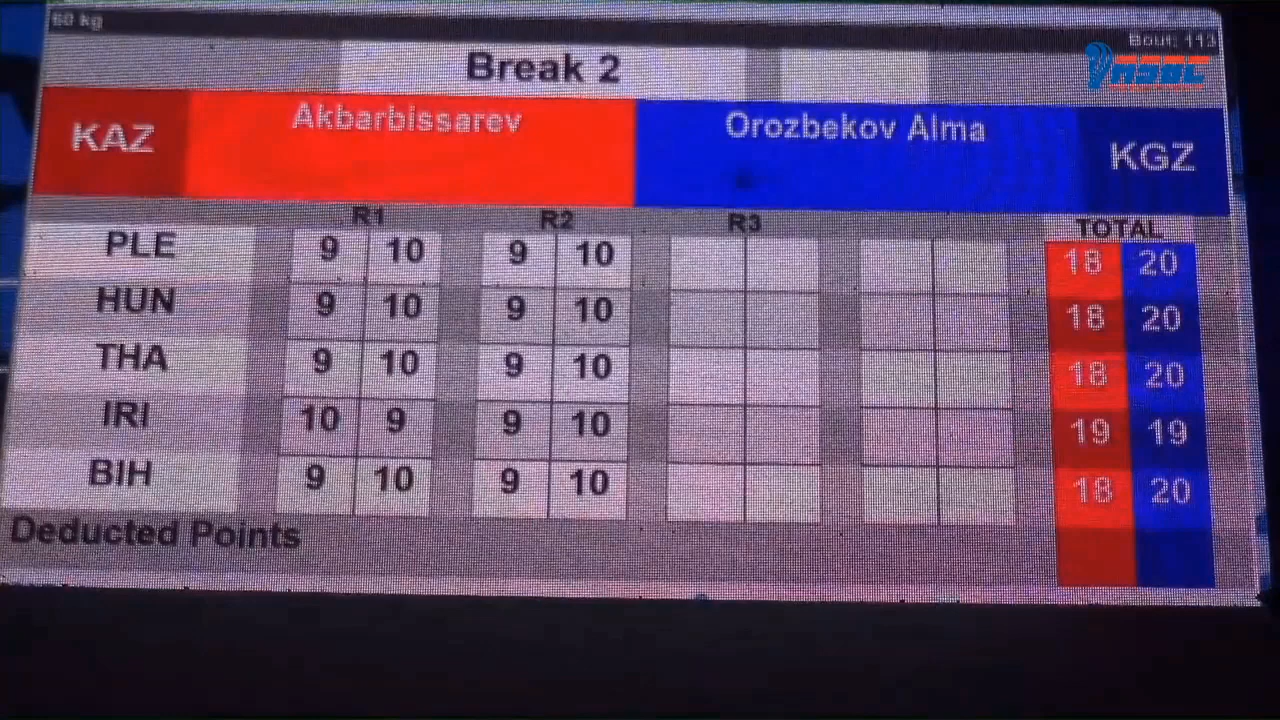 60 kg
Bout: 113
ASBC
Break 2
KAZ Akbarbissarev Orozbekov Alma KGZ
R1 R2 R3 TOTAL
PLE 9 10 9 10 18 20
HUN 9 10 9 10 18 20
THA 9 10 9 10 18 20
IRI 10 9 9 10 19 19
BIH 9 10 9 10 18 20
Deducted Points